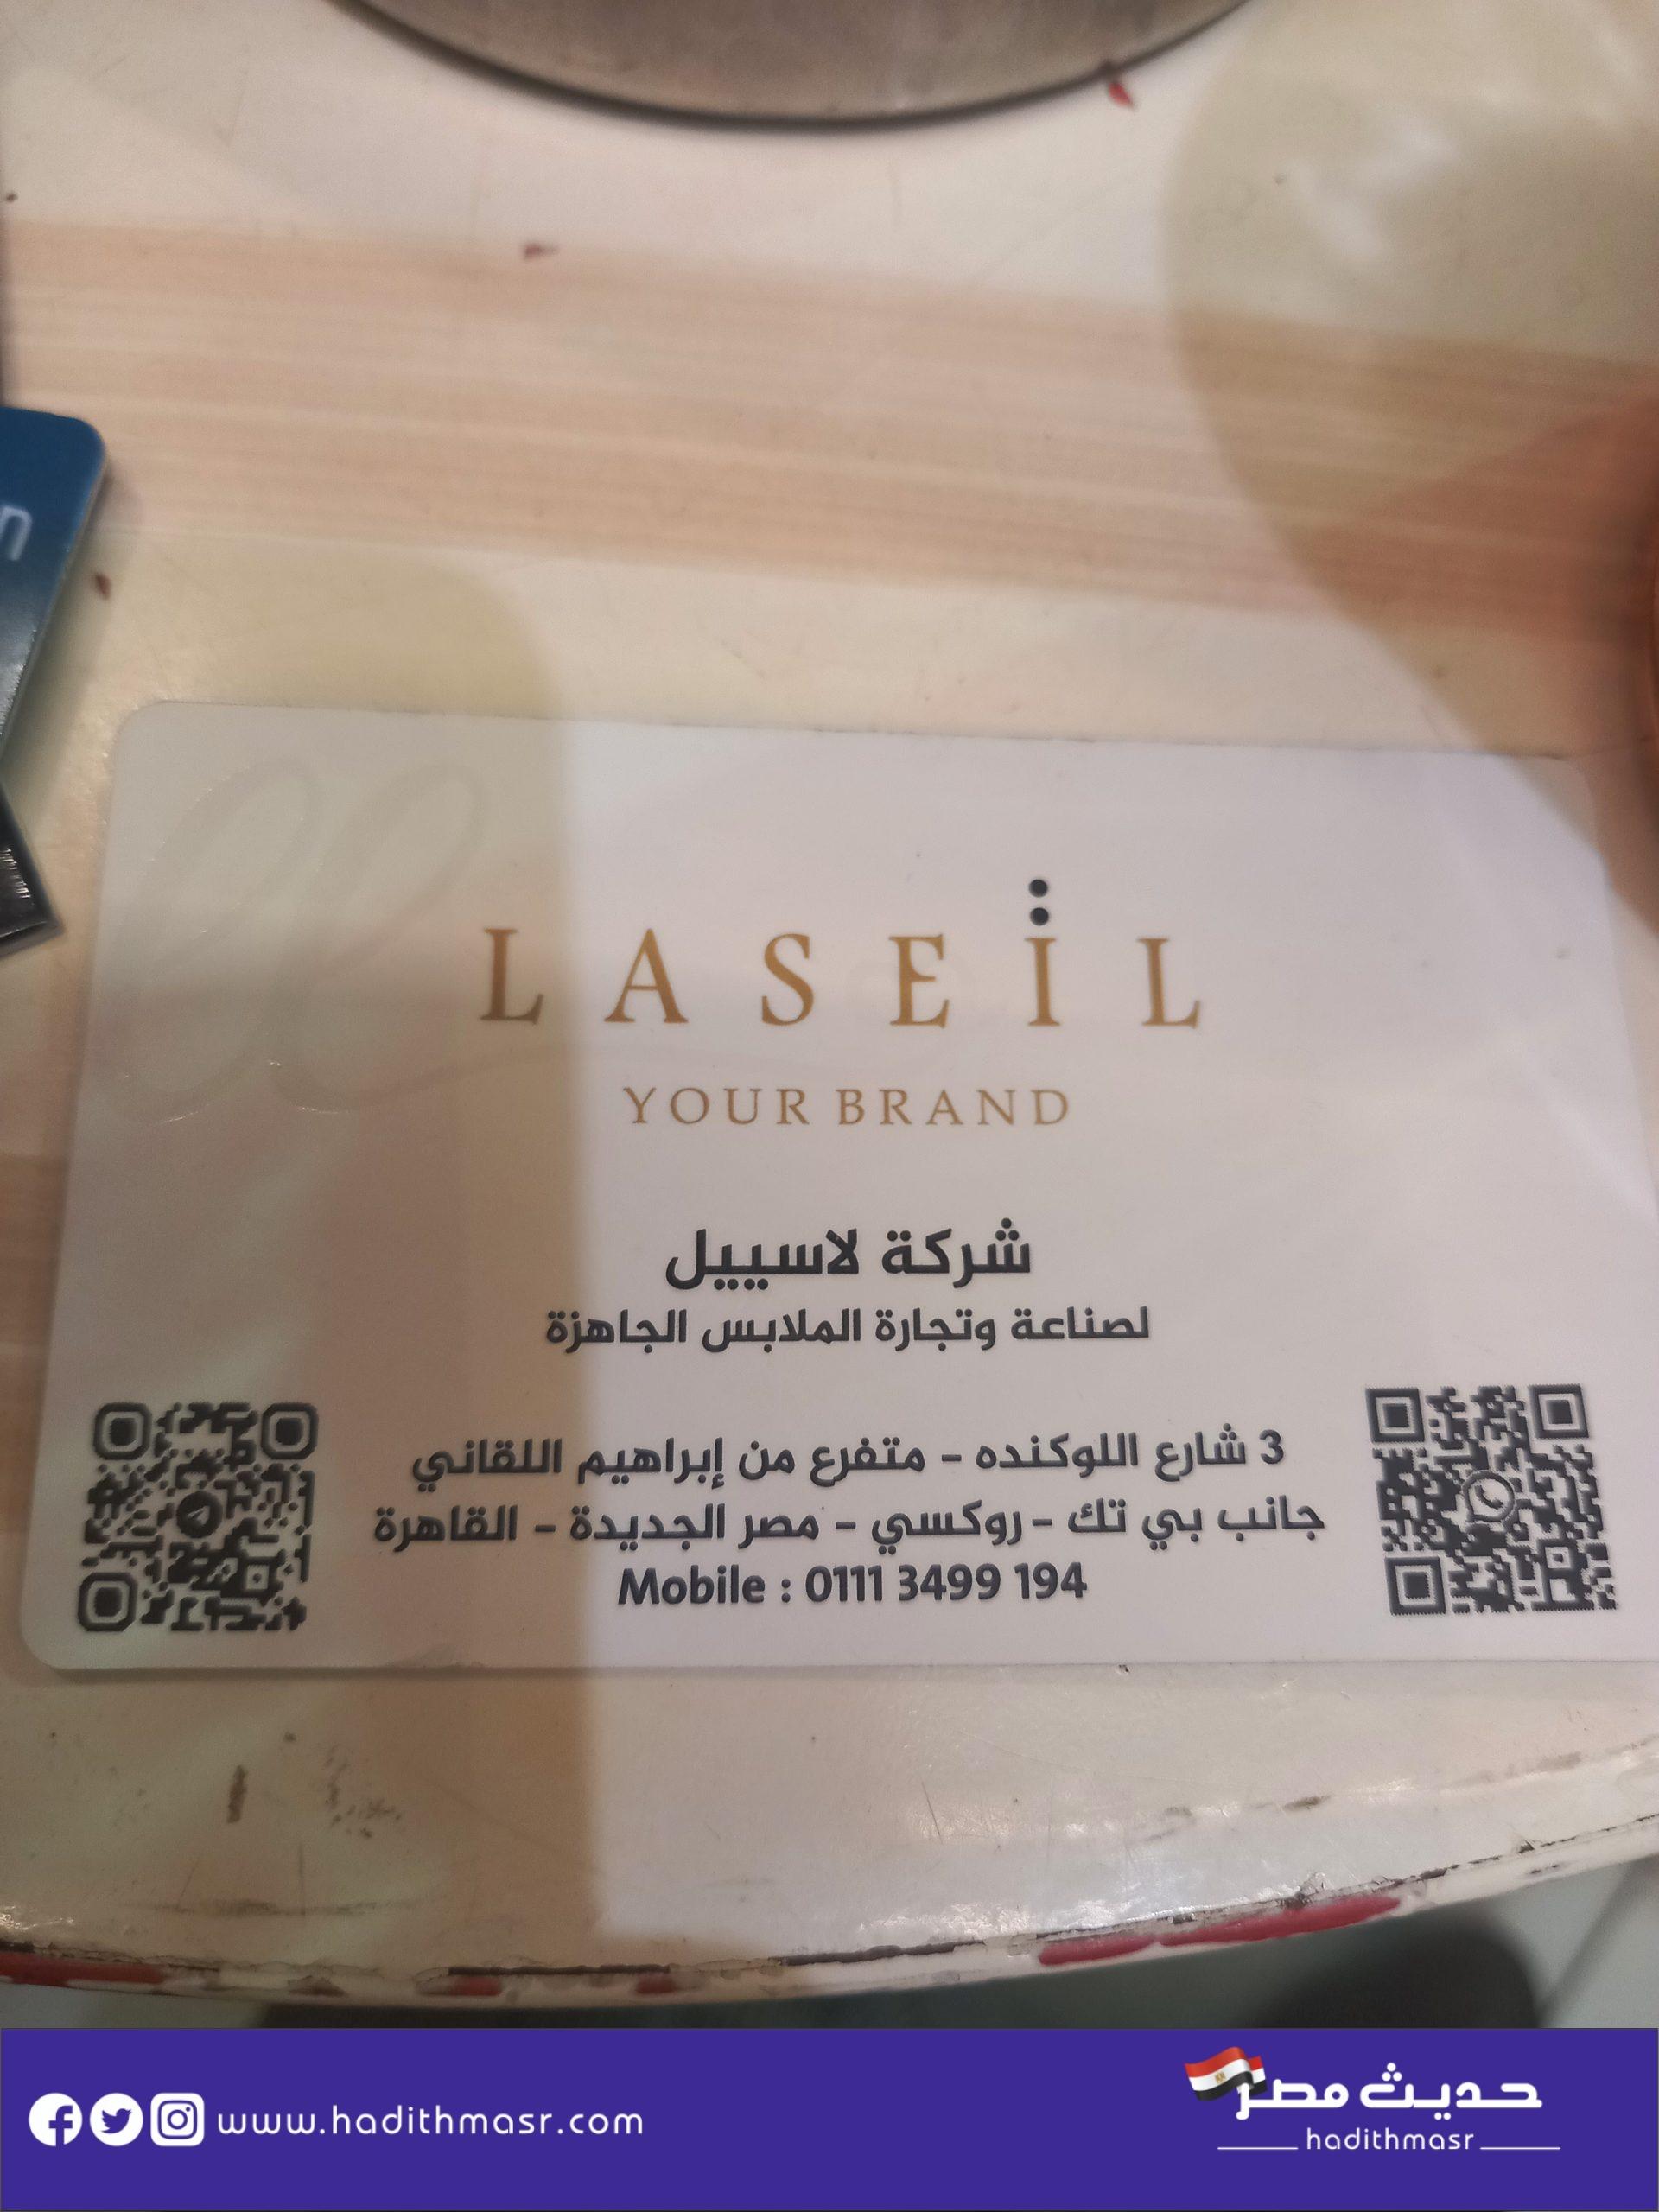 n
LASEIL
YOUR BRAND
شركة لاسييل
لصناعة وتجارة الملابس الجاهزة
3 شارع اللوكنده - متفرع من إبراهيم اللقاني
جانب بي تك - روكسي - مصر الجديدة - القاهرة
Mobile : 0111 3499 194
www.hadithmasr.com
حديث مصر
hadithmasr